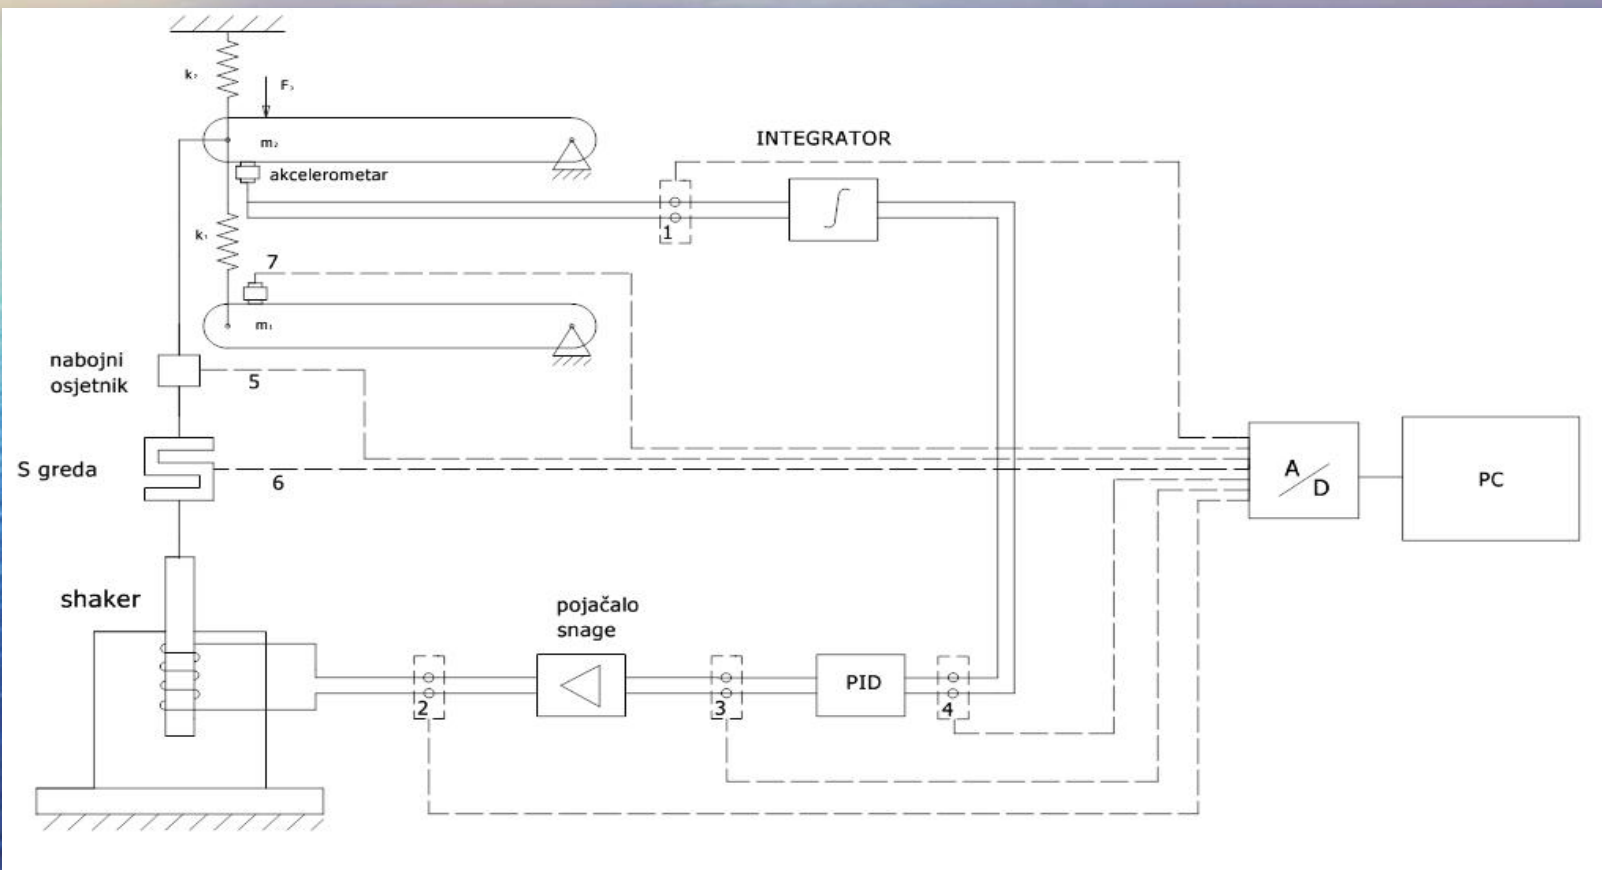 k₂
F₃
m₂
akcelerometar
INTEGRATOR
∫
1
k₁
7
m₁
nabojni
osjetnik
5
S greda
6
A
D
PC
shaker
pojačalo
snage
PID
2
3
4